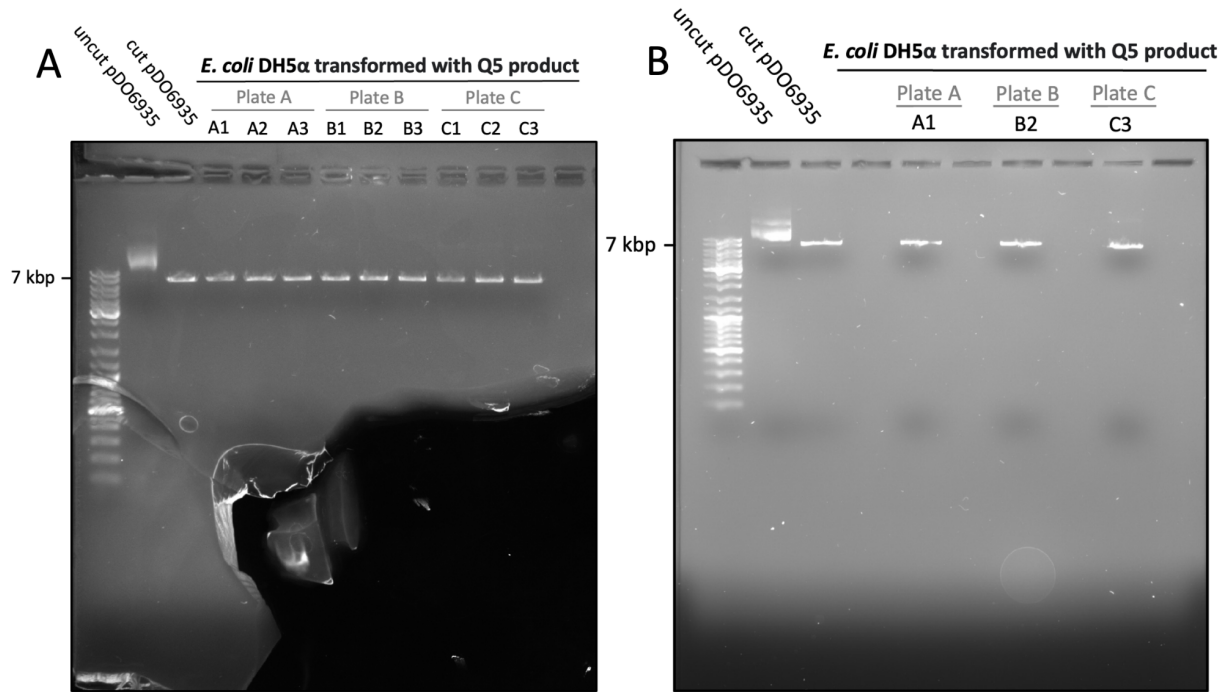 A
uncut pDO6935
cut pDO6935
E. coli DH5α transformed with Q5 product
Plate A
Plate B
Plate C
A1 A2 A3 B1 B2 B3 C1 C2 C3
7 kbp
B
uncut pDO6935
cut pDO6935
E. coli DH5α transformed with Q5 product
Plate A
Plate B
Plate C
A1 B2 C3
7 kbp